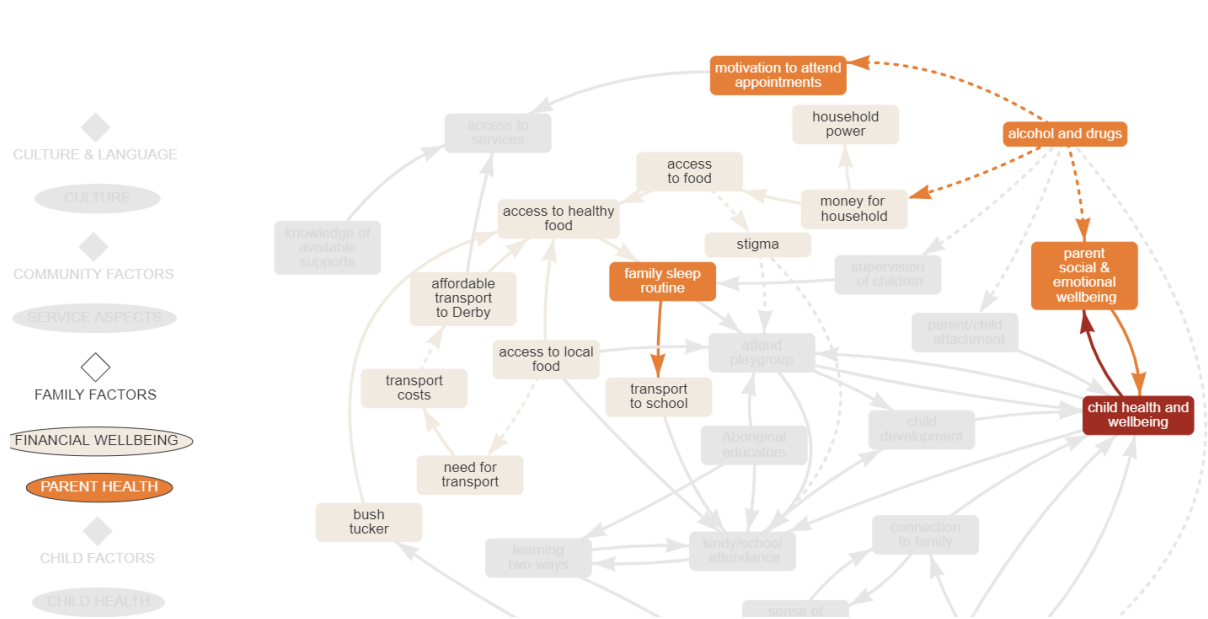 motivation to attend
appointments
access to
services
household
power
alcohol and drugs
CULTURE & LANGUAGE
CULTURE
access
to food
money for
household
access to healthy
food
knowledge of
available
supports
stigma
COMMUNITY FACTORS
SERVICE ASPECTS
affordable
transport
to Derby
family sleep
routine
supervision
of children
parent
social &
emotional
wellbeing
parent/child
attachment
access to local
food
attend
playgroup
FAMILY FACTORS
transport
costs
transport
to school
child health and
wellbeing
child
development
FINANCIAL WELLBEING
Aboriginal
educators
need for
transport
PARENT HEALTH
bush
tucker
connection
to family
learning
two-ways
kindy/school
attendance
CHILD FACTORS
CHILD HEALTH
sense of